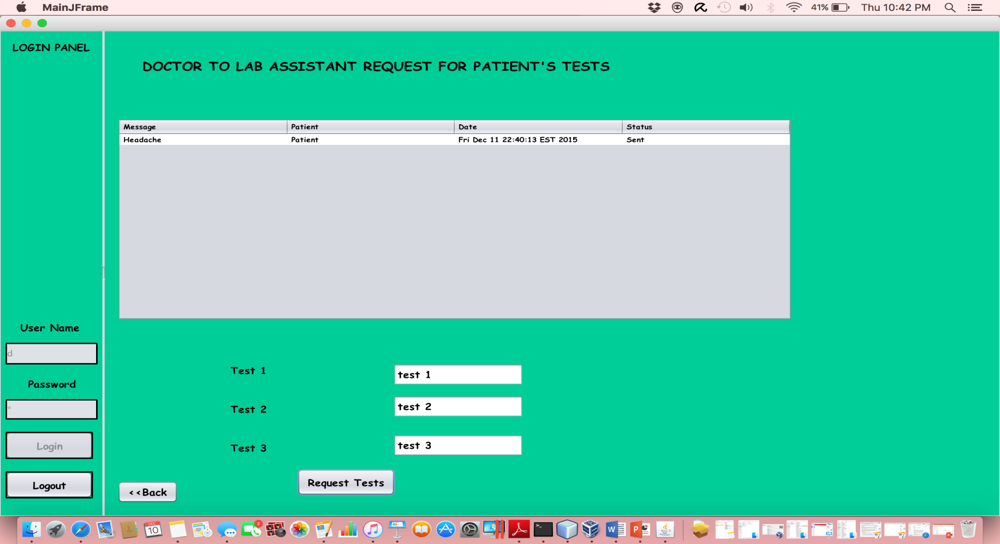 MainJFrame
41%
Thu 10:42 PM
LOGIN PANEL
DOCTOR TO LAB ASSISTANT REQUEST FOR PATIENT'S TESTS
Message Patient Date Status
Headache Patient Fri Dec 11 22:40:13 EST 2015 Sent
User Name
d
Password
*
Login
Logout
Test 1 test 1
Test 2 test 2
Test 3 test 3
Request Tests
<<Back
DEC
10
2
W
P